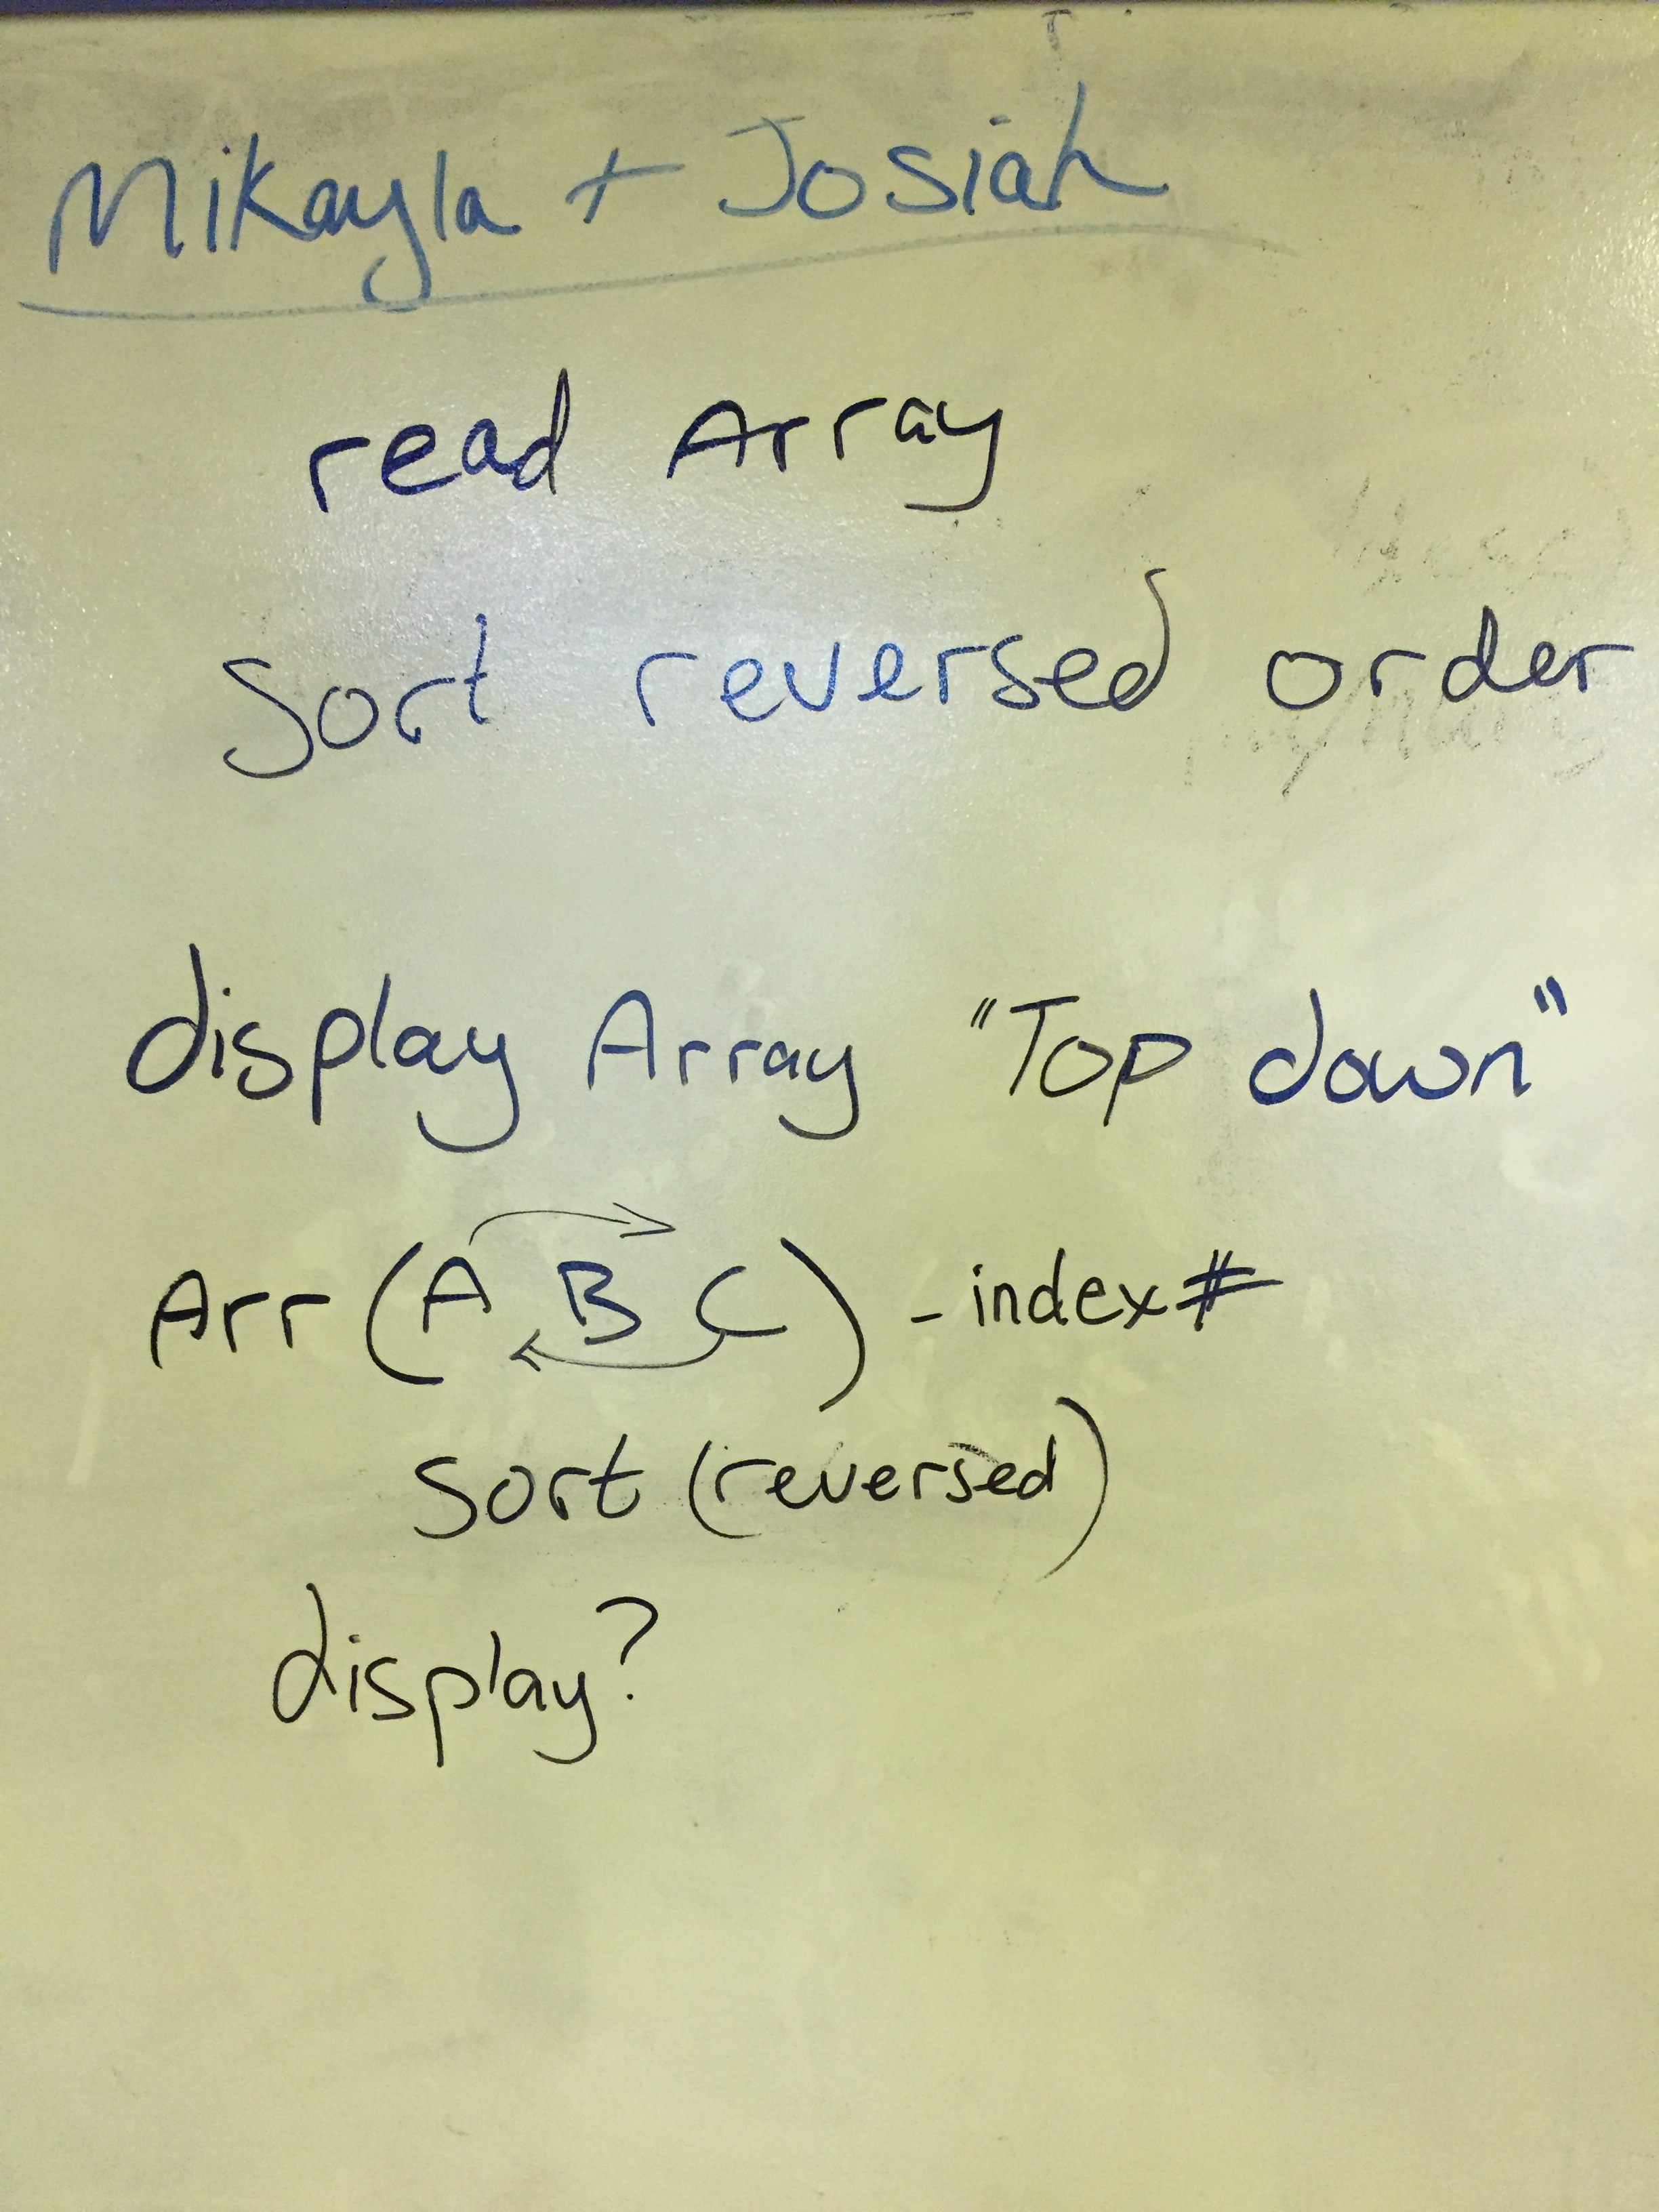 Mikayla + Josiah
read Array
sort reversed order
display Array "Top down"
Arr (A B C) - index#
sort (reversed)
display?